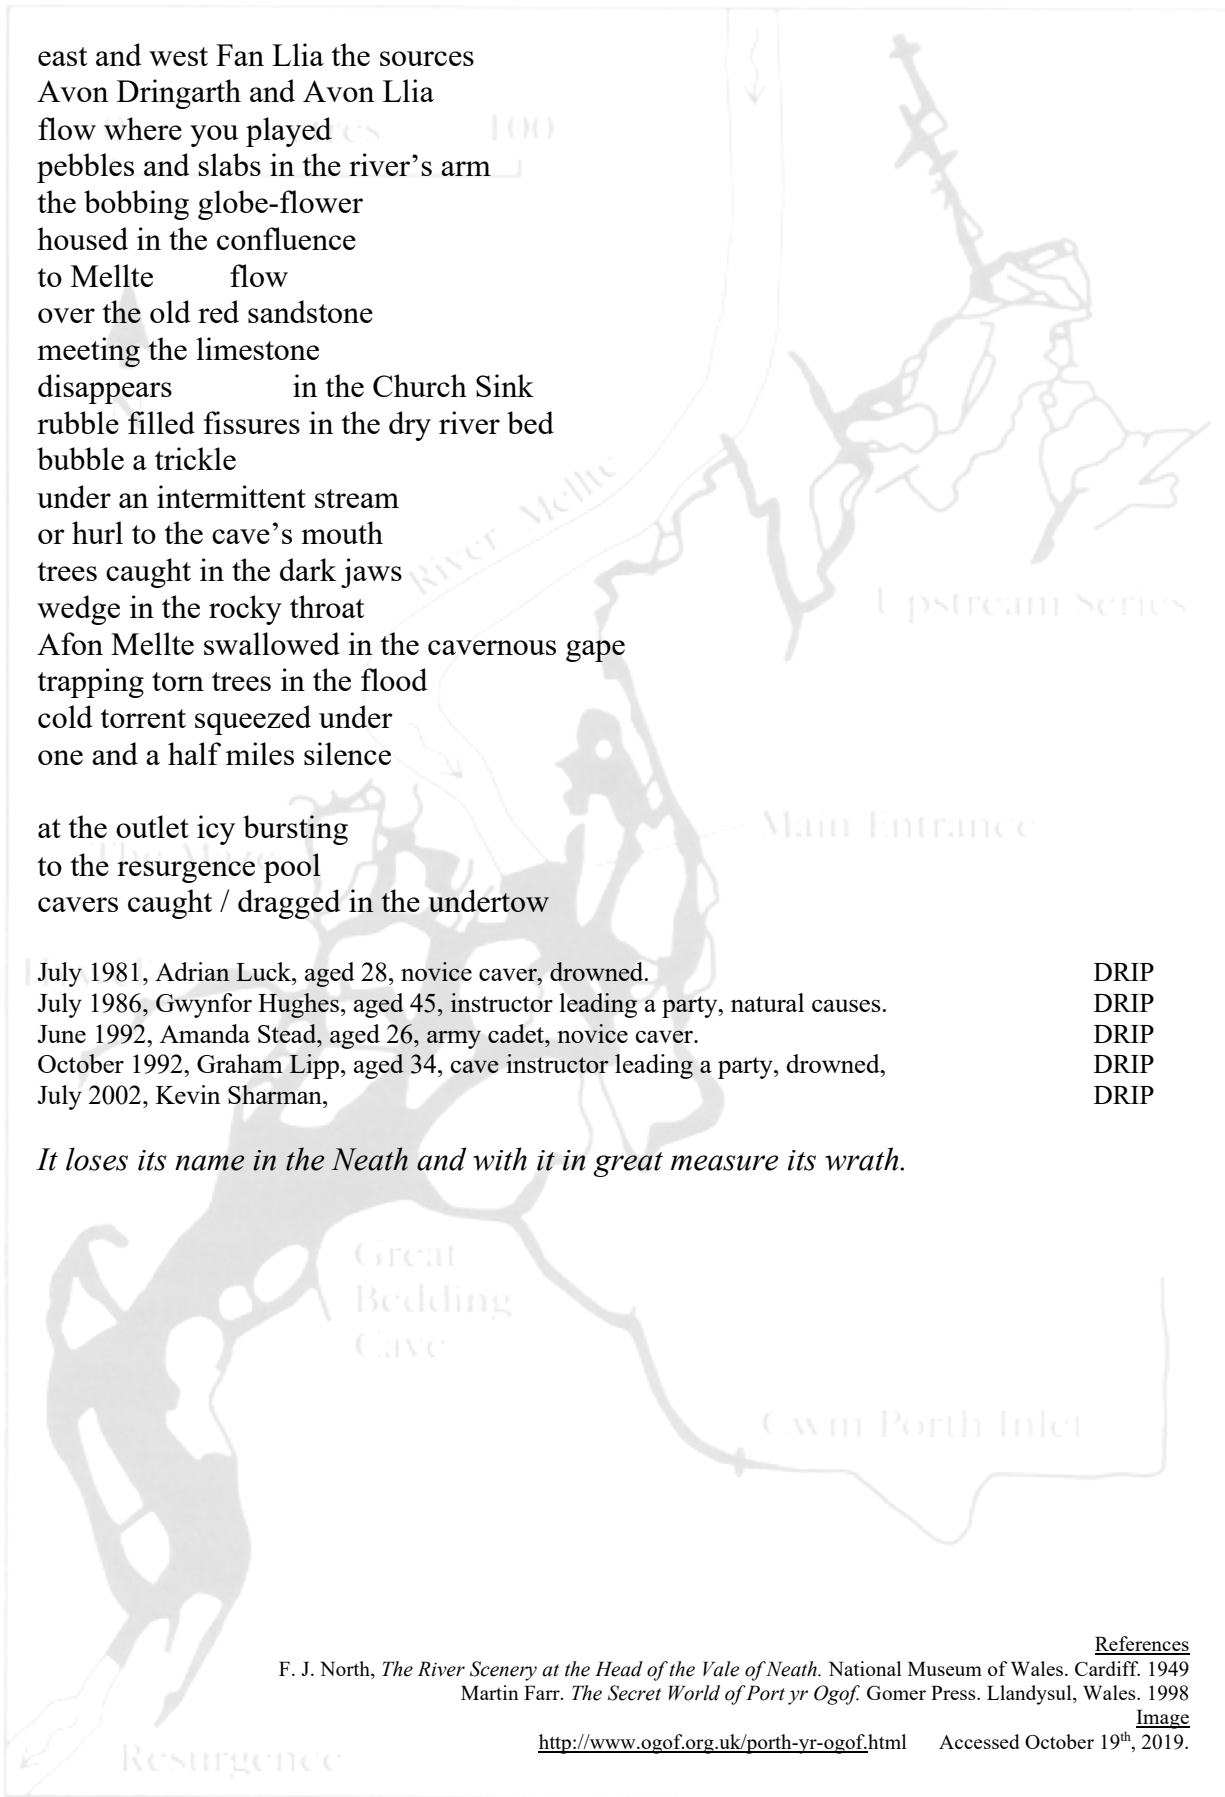 east and west Fan Llia the sources
Avon Dringarth and Avon Llia
flow where you played
pebbles and slabs in the river’s arm
the bobbing globe-flower
housed in the confluence
to Mellte flow
over the old red sandstone
meeting the limestone
disappears in the Church Sink
rubble filled fissures in the dry river bed
bubble a trickle
under an intermittent stream
or hurl to the cave’s mouth
trees caught in the dark jaws
wedge in the rocky throat
Afon Mellte swallowed in the cavernous gape
trapping torn trees in the flood
cold torrent squeezed under
one and a half miles silence
at the outlet icy bursting
to the resurgence pool
cavers caught / dragged in the undertow
July 1981, Adrian Luck, aged 28, novice caver, drowned. DRIP
July 1986, Gwynfor Hughes, aged 45, instructor leading a party, natural causes. DRIP
June 1992, Amanda Stead, aged 26, army cadet, novice caver. DRIP
October 1992, Graham Lipp, aged 34, cave instructor leading a party, drowned, DRIP
July 2002, Kevin Sharman, DRIP
It loses its name in the Neath and with it in great measure its wrath.
References
F. J. North, The River Scenery at the Head of the Vale of Neath. National Museum of Wales. Cardiff. 1949
Martin Farr. The Secret World of Port yr Ogof. Gomer Press. Llandysul, Wales. 1998
Image
http://www.ogof.org.uk/porth-yr-ogof.html Accessed October 19th, 2019.
100
River Mellte
Upstream Series
Main Entrance
The Maze
Great
Bedding
Cave
Cwm Porth Inlet
Resurgence